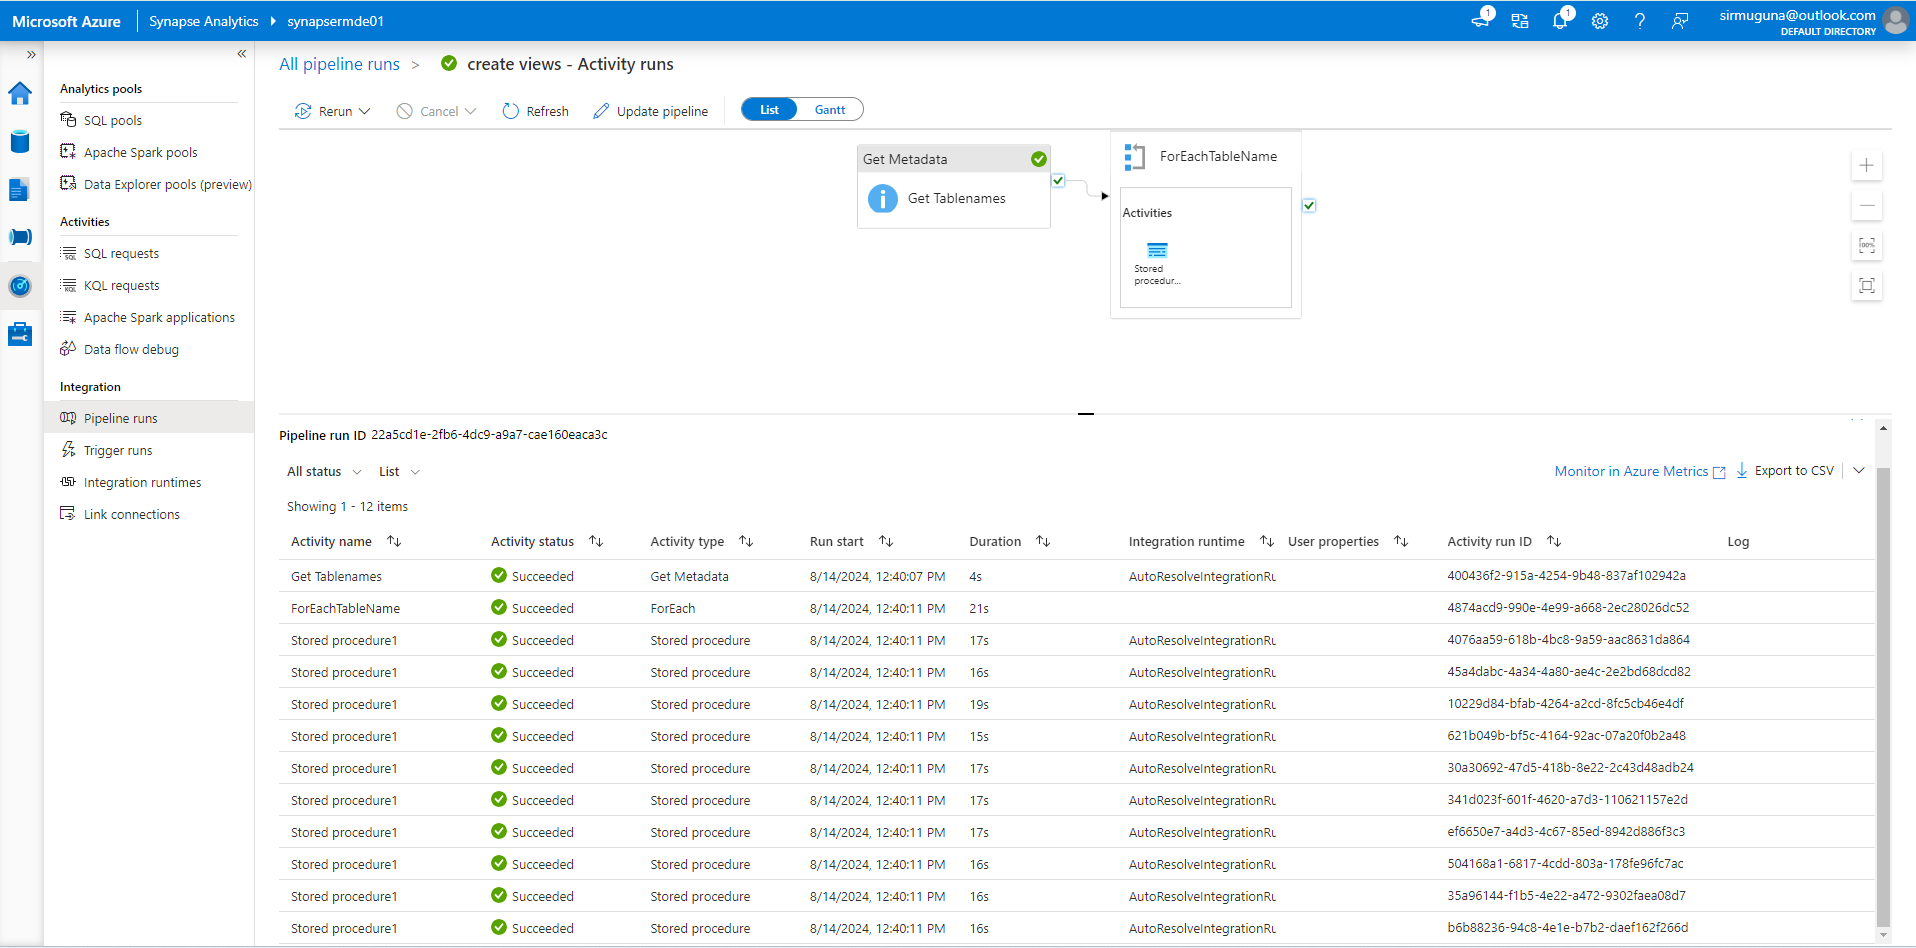 Microsoft Azure
Synapse Analytics
synapsermde01
1
1
sirmuguna@outlook.com
DEFAULT DIRECTORY
Analytics pools
SQL pools
Apache Spark pools
Data Explorer pools (preview)
Activities
SQL requests
KQL requests
Apache Spark applications
Data flow debug
Integration
Pipeline runs
Trigger runs
Integration runtimes
Link connections
All pipeline runs > create views - Activity runs
Rerun Cancel Refresh Update pipeline List Gantt
Get Metadata
Get Tablenames
ForEachTableName
Activities
Stored
procedur...
100%
Pipeline run ID 22a5cd1e-2fb6-4dc9-a9a7-cae160eaca3c
All status List Monitor in Azure Metrics Export to CSV
Showing 1 - 12 items
Activity name Activity status Activity type Run start Duration Integration runtime User properties Activity run ID Log
Get Tablenames Succeeded Get Metadata 8/14/2024, 12:40:07 PM 4s AutoResolveIntegrationRu 400436f2-915a-4254-9b48-837af102942a
ForEachTableName Succeeded ForEach 8/14/2024, 12:40:11 PM 21s 4874acd9-990e-4e99-a668-2ec28026dc52
Stored procedure1 Succeeded Stored procedure 8/14/2024, 12:40:11 PM 17s AutoResolveIntegrationRu 4076aa59-618b-4bc8-9a59-aac8631da864
Stored procedure1 Succeeded Stored procedure 8/14/2024, 12:40:11 PM 16s AutoResolveIntegrationRu 45a4dabc-4a34-4a80-ae4c-2e2bd68dcd82
Stored procedure1 Succeeded Stored procedure 8/14/2024, 12:40:11 PM 19s AutoResolveIntegrationRu 10229d84-bfab-4264-a2cd-8fc5cb46e4df
Stored procedure1 Succeeded Stored procedure 8/14/2024, 12:40:11 PM 15s AutoResolveIntegrationRu 621b049b-bf5c-4164-92ac-07a20f0b2a48
Stored procedure1 Succeeded Stored procedure 8/14/2024, 12:40:11 PM 17s AutoResolveIntegrationRu 30a30692-47d5-418b-8e22-2c43d48adb24
Stored procedure1 Succeeded Stored procedure 8/14/2024, 12:40:11 PM 17s AutoResolveIntegrationRu 341d023f-601f-4620-a7d3-110621157e2d
Stored procedure1 Succeeded Stored procedure 8/14/2024, 12:40:11 PM 17s AutoResolveIntegrationRu ef6650e7-a4d3-4c67-85ed-8942d886f3c3
Stored procedure1 Succeeded Stored procedure 8/14/2024, 12:40:11 PM 16s AutoResolveIntegrationRu 504168a1-6817-4cdd-803a-178fe96fc7ac
Stored procedure1 Succeeded Stored procedure 8/14/2024, 12:40:11 PM 16s AutoResolveIntegrationRu 35a96144-f1b5-4e22-a472-9302faea08d7
Stored procedure1 Succeeded Stored procedure 8/14/2024, 12:40:11 PM 16s AutoResolveIntegrationRu b6b88236-94c8-4e1e-b7b2-daef162f266d